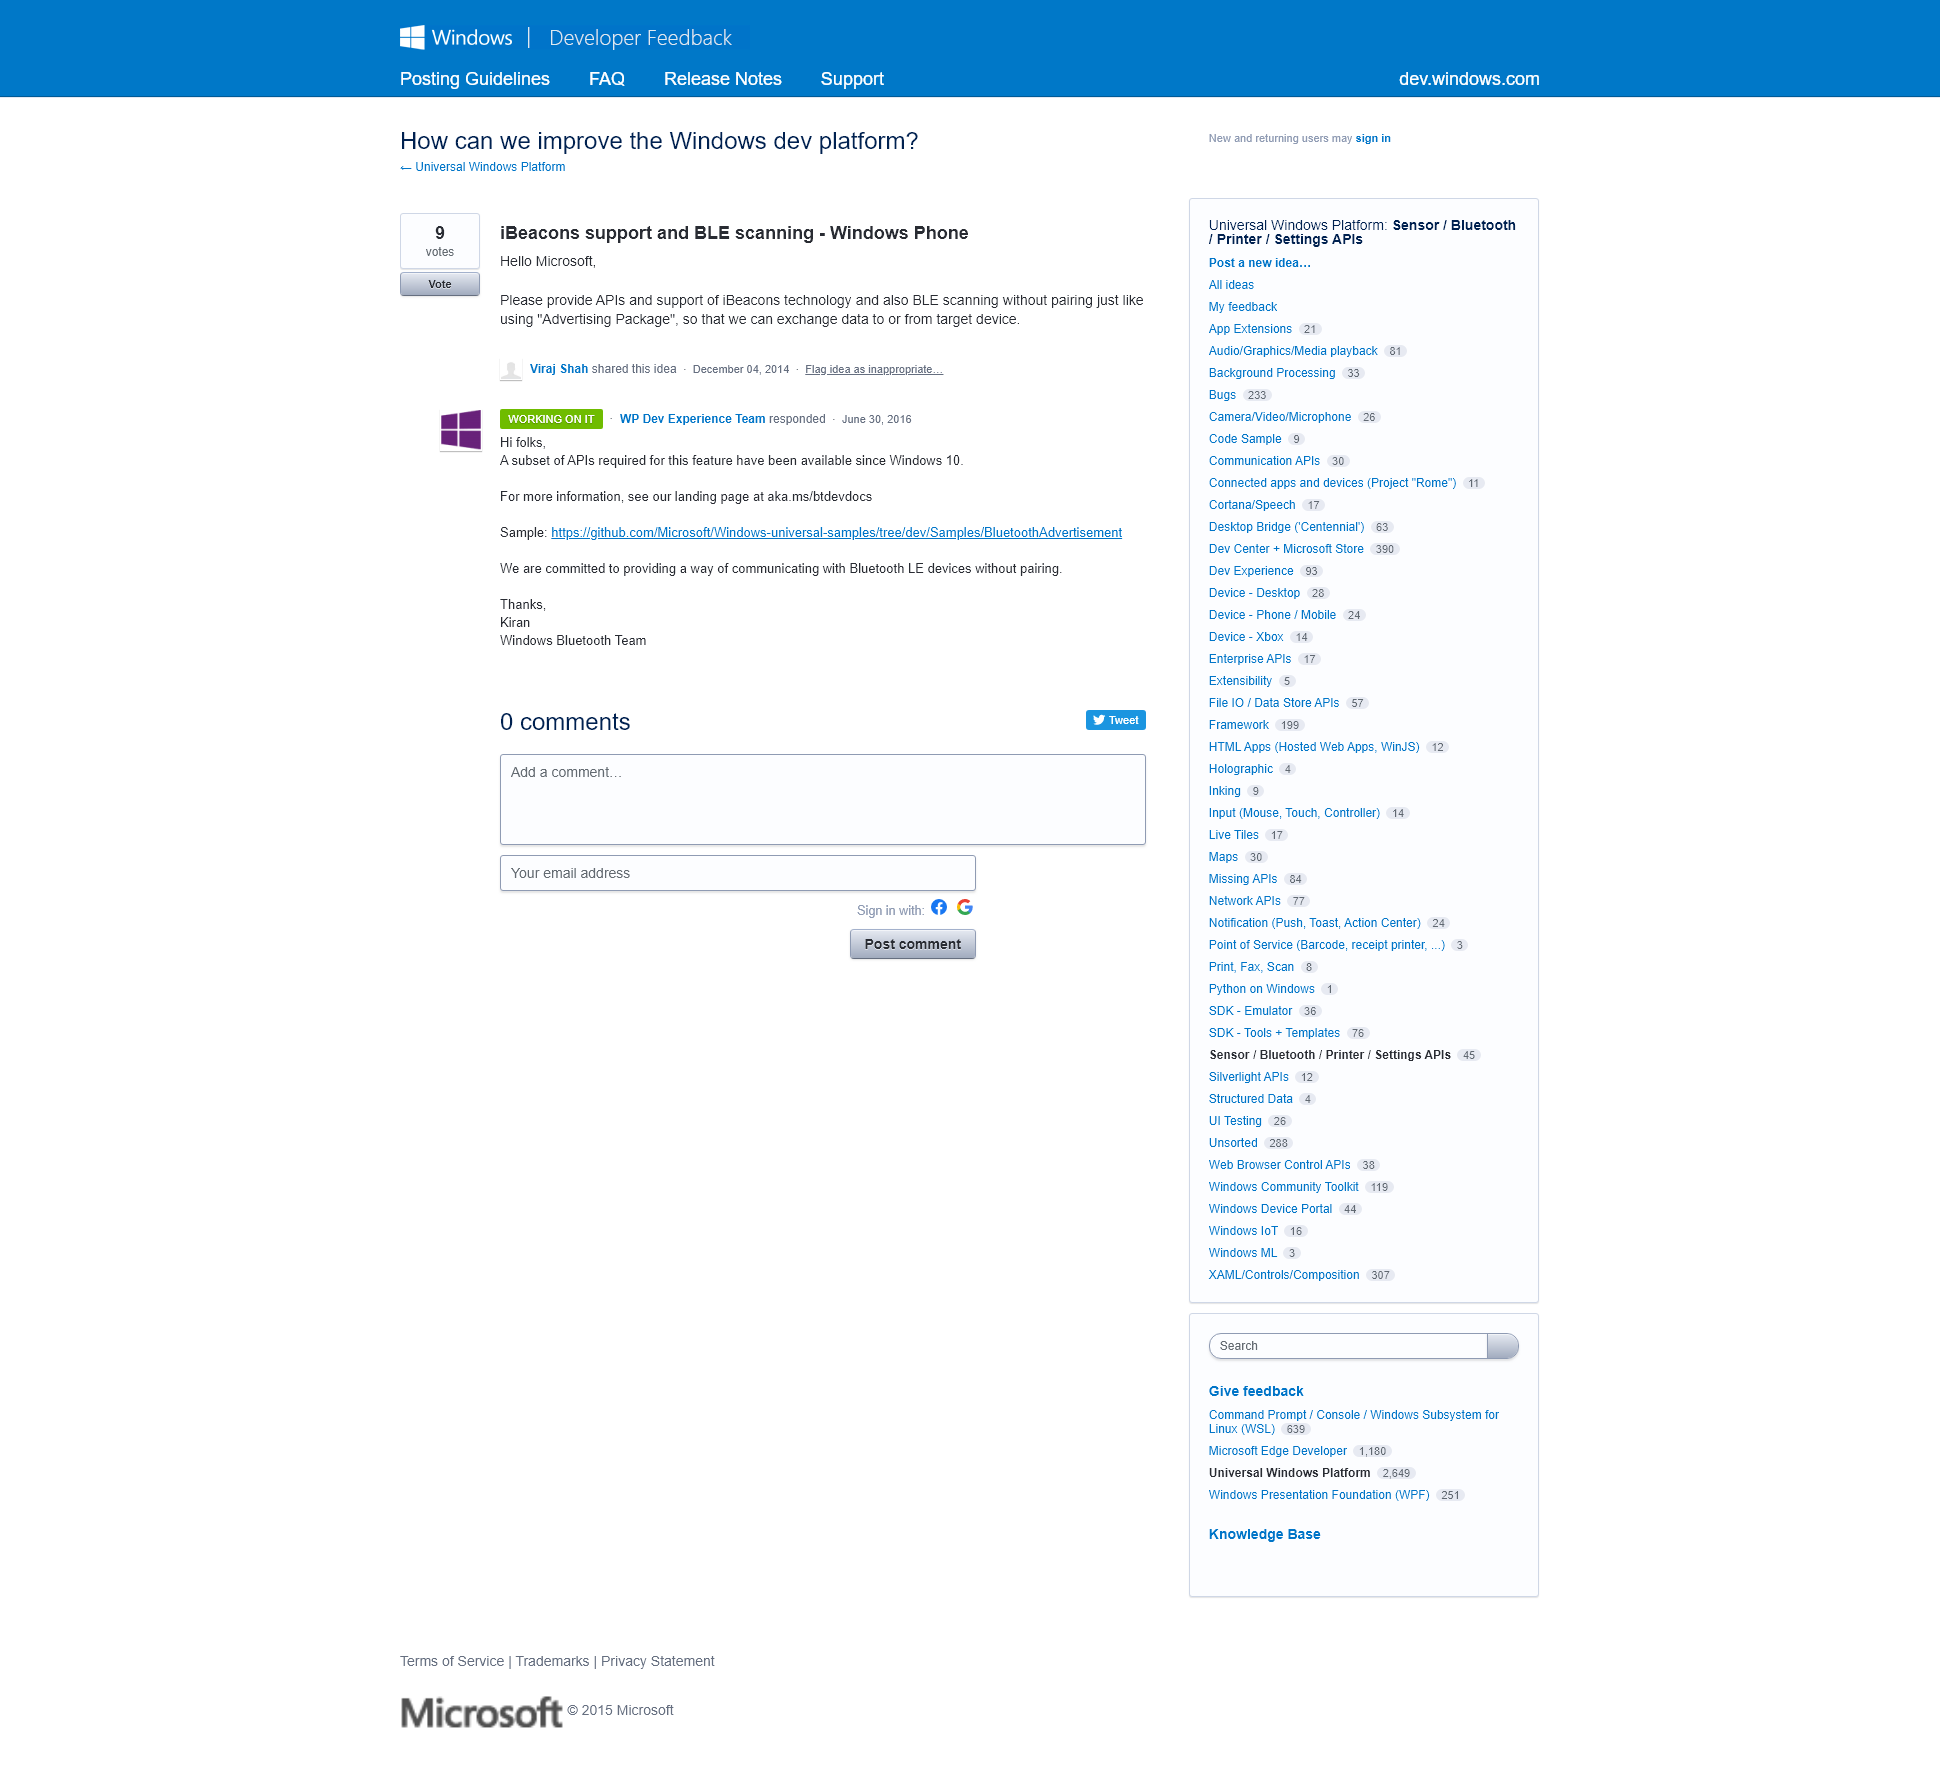 Windows | Developer Feedback
Posting Guidelines FAQ Release Notes Support dev.windows.com
How can we improve the Windows dev platform?
← Universal Windows Platform
New and returning users may sign in
9
votes
Vote
iBeacons support and BLE scanning - Windows Phone
Hello Microsoft,
Please provide APIs and support of iBeacons technology and also BLE scanning without pairing just like
using "Advertising Package", so that we can exchange data to or from target device.
Viraj Shah shared this idea · December 04, 2014 · Flag idea as inappropriate…
WORKING ON IT · WP Dev Experience Team responded · June 30, 2016
Hi folks,
A subset of APIs required for this feature have been available since Windows 10.
For more information, see our landing page at aka.ms/btdevdocs
Sample: https://github.com/Microsoft/Windows-universal-samples/tree/dev/Samples/BluetoothAdvertisement
We are committed to providing a way of communicating with Bluetooth LE devices without pairing.
Thanks,
Kiran
Windows Bluetooth Team
0 comments
Tweet
Add a comment…
Your email address
Sign in with:
Post comment
Universal Windows Platform: Sensor / Bluetooth
/ Printer / Settings APIs
Post a new idea…
All ideas
My feedback
App Extensions 21
Audio/Graphics/Media playback 81
Background Processing 33
Bugs 233
Camera/Video/Microphone 26
Code Sample 9
Communication APIs 30
Connected apps and devices (Project "Rome") 11
Cortana/Speech 17
Desktop Bridge ('Centennial') 63
Dev Center + Microsoft Store 390
Dev Experience 93
Device - Desktop 28
Device - Phone / Mobile 24
Device - Xbox 14
Enterprise APIs 17
Extensibility 5
File IO / Data Store APIs 57
Framework 199
HTML Apps (Hosted Web Apps, WinJS) 12
Holographic 4
Inking 9
Input (Mouse, Touch, Controller) 14
Live Tiles 17
Maps 30
Missing APIs 84
Network APIs 77
Notification (Push, Toast, Action Center) 24
Point of Service (Barcode, receipt printer, ...) 3
Print, Fax, Scan 8
Python on Windows 1
SDK - Emulator 36
SDK - Tools + Templates 76
Sensor / Bluetooth / Printer / Settings APIs 45
Silverlight APIs 12
Structured Data 4
UI Testing 26
Unsorted 288
Web Browser Control APIs 38
Windows Community Toolkit 119
Windows Device Portal 44
Windows IoT 16
Windows ML 3
XAML/Controls/Composition 307
Search
Give feedback
Command Prompt / Console / Windows Subsystem for
Linux (WSL) 639
Microsoft Edge Developer 1,180
Universal Windows Platform 2,649
Windows Presentation Foundation (WPF) 251
Knowledge Base
Terms of Service | Trademarks | Privacy Statement
Microsoft © 2015 Microsoft